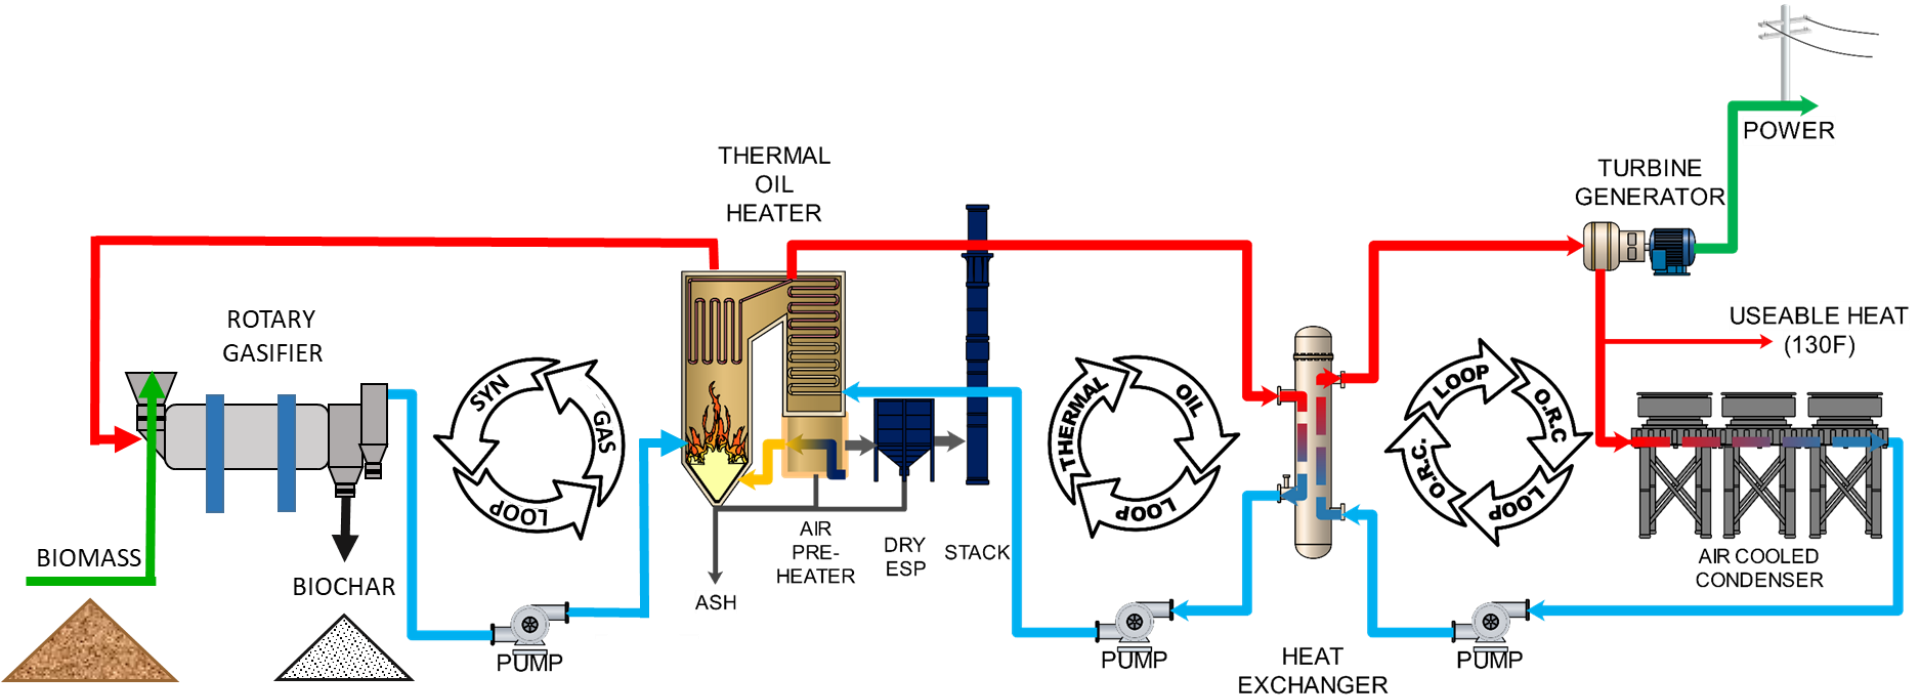 POWER
THERMAL
OIL
HEATER
TURBINE
GENERATOR
ROTARY
GASIFIER
USEABLE HEAT
(130F)
SYN
GAS
LOOP
THERMAL
OIL
LOOP
LOOP
O.R.C
LOOP
O.R.C.
BIOMASS
BIOCHAR
AIR
PRE-
HEATER
DRY
ESP
STACK
ASH
AIR COOLED
CONDENSER
PUMP
PUMP
PUMP
HEAT
EXCHANGER